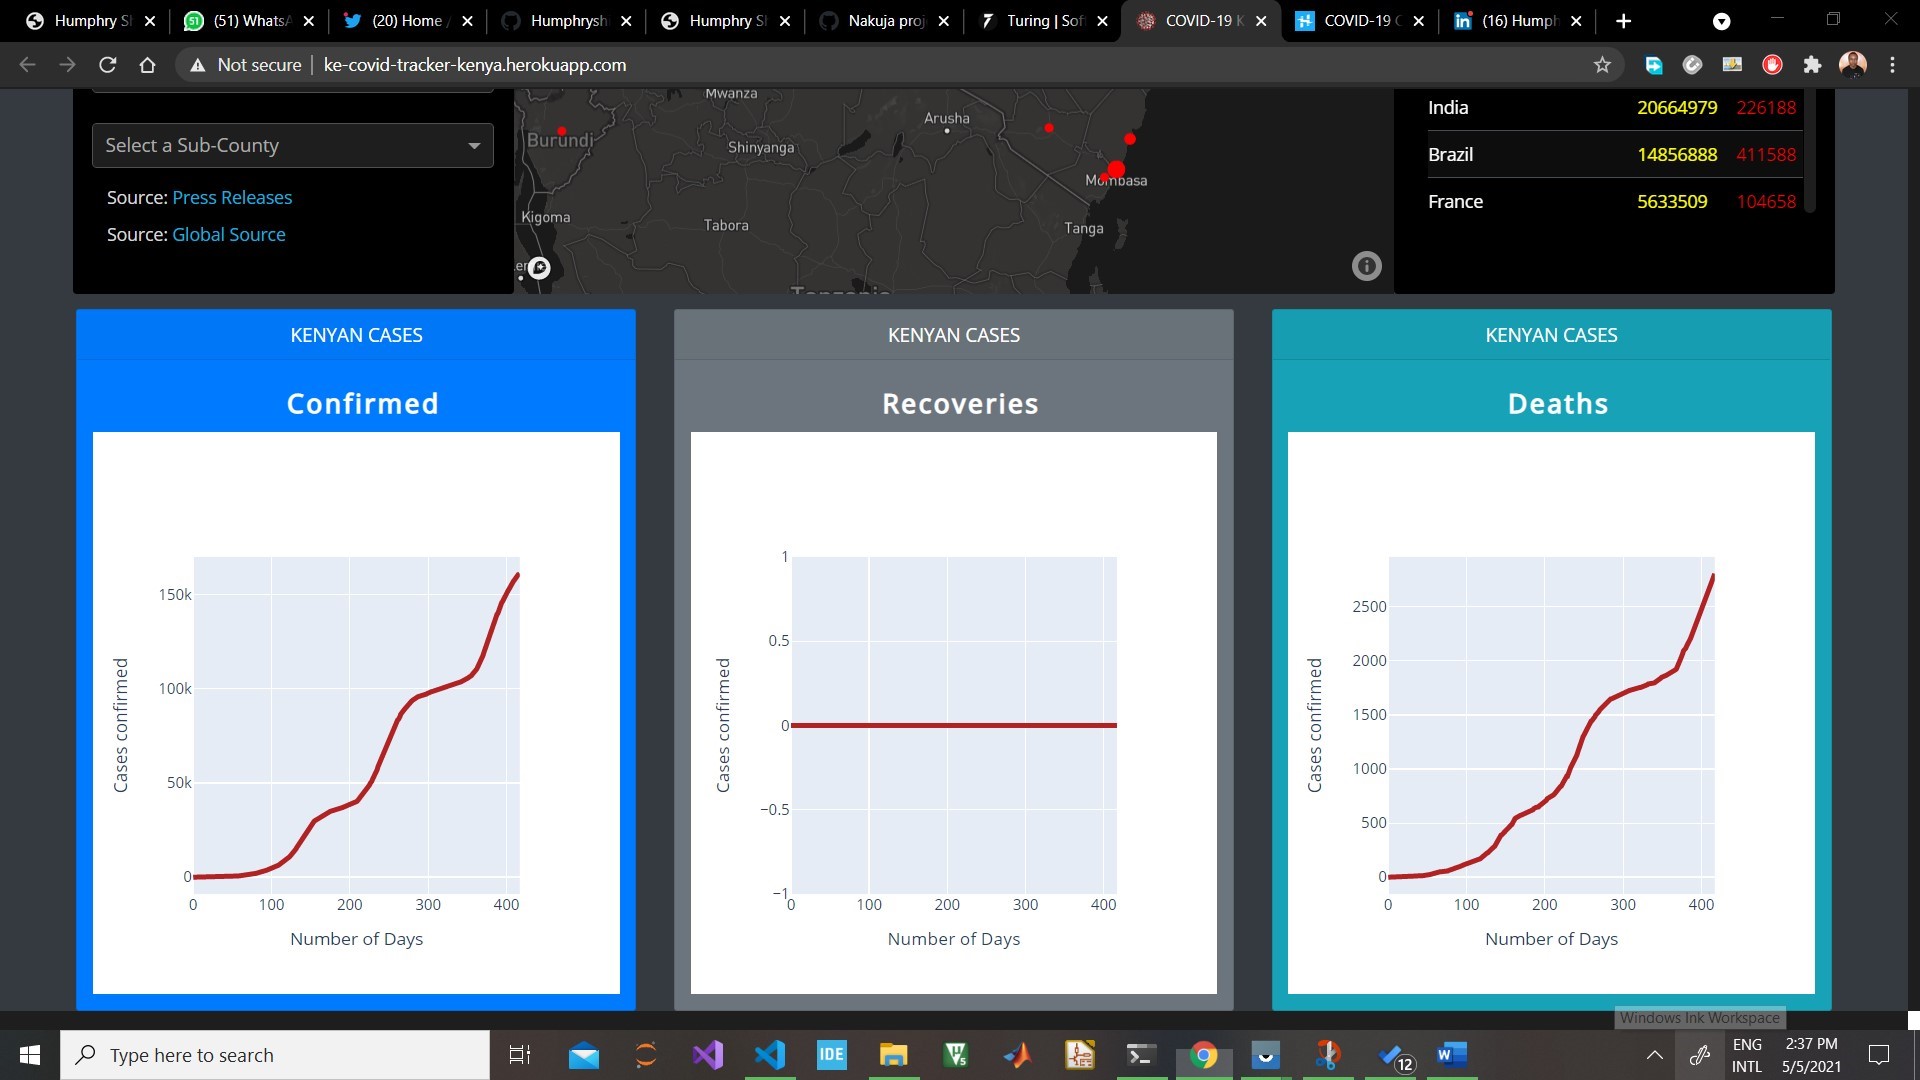 Humphry S
(51) WhatsA
(20) Home /
Humphrysh
Humphry S
Nakuja proj
Turing | Sof
COVID-19 K
COVID-19 C
(16) Humph
Not secure
ke-covid-tracker-kenya.herokuapp.com
Select a Sub-County
Source: Press Releases
Source: Global Source
Mwanza
Arusha
Burundi
Shinyanga
Mombasa
Kigoma
Tabora
Tanga
Tanzania
India 20664979 226188
Brazil 14856888 411588
France 5633509 104658
KENYAN CASES
Confirmed
Cases confirmed
150k
100k
50k
0
0 100 200 300 400
Number of Days
KENYAN CASES
Recoveries
Cases confirmed
1
0.5
0
−0.5
−1
0 100 200 300 400
Number of Days
KENYAN CASES
Deaths
Cases confirmed
2500
2000
1500
1000
500
0
0 100 200 300 400
Number of Days
Windows Ink Workspace
Type here to search
IDE
12
ENG
INTL
2:37 PM
5/5/2021